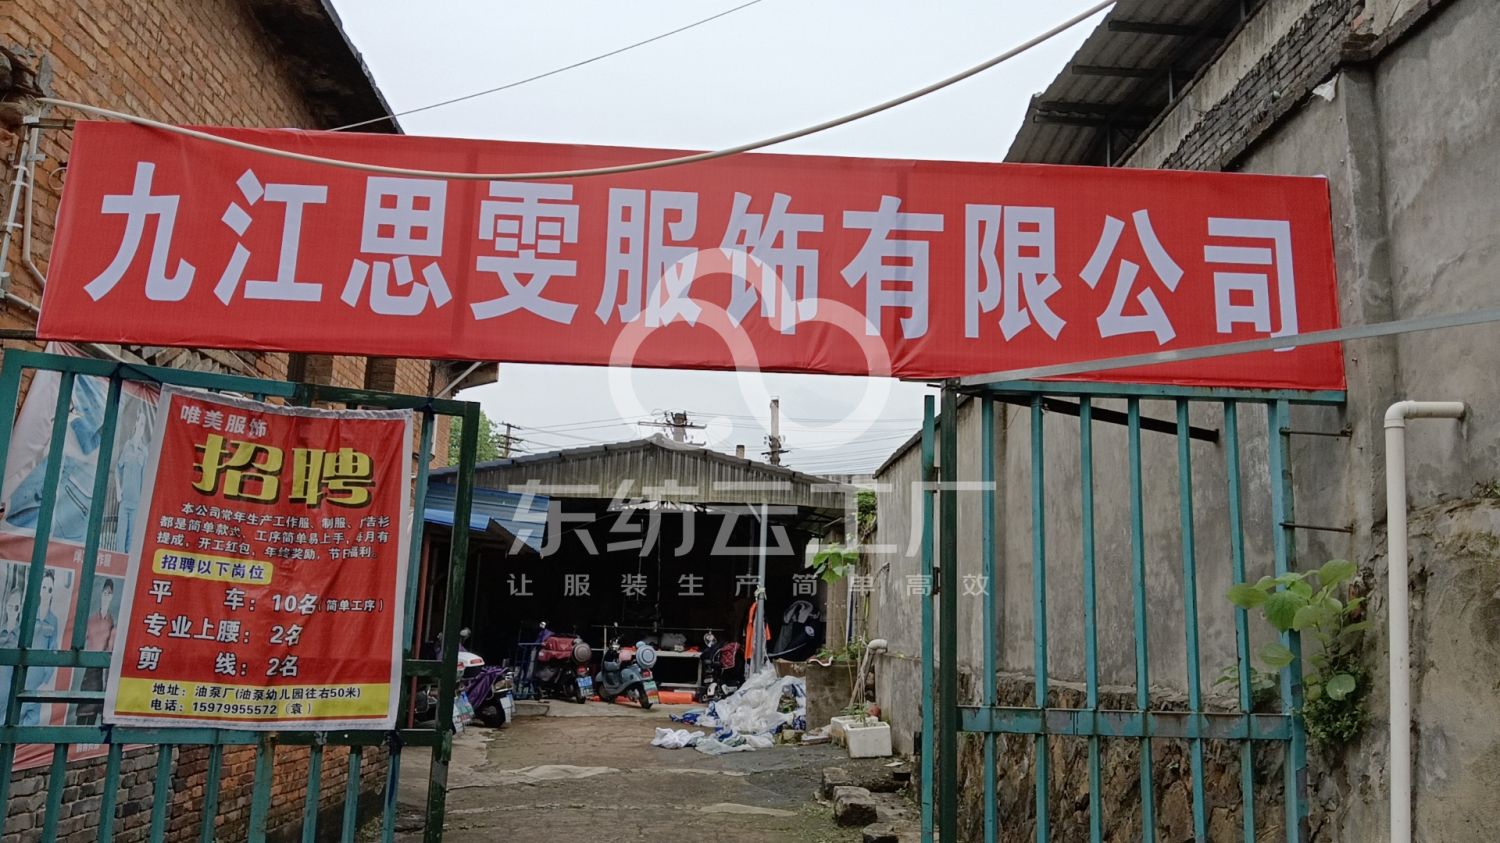 九江思雯服饰有限公司
唯美服饰
招聘
本公司常年生产工作服、制服、广告衫
都是简单款式，工序简单易上手，每月有
提成，开工红包，年终奖励，节日福利。
招聘以下岗位
平 车：10名(简单工序)
专业上腰：2名
剪 线：2名
地址：油泵厂(油泵幼儿园往右50米)
电话：15979955572（袁）
东纺云工厂
让服装生产简单高效